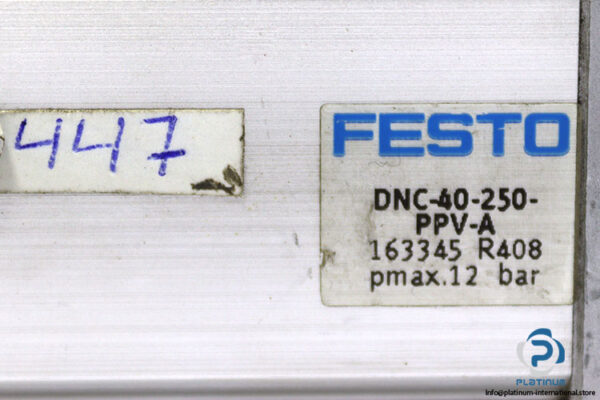 447
FESTO
DNC-40-250-
PPV-A
163345 R408
pmax.12 bar
PLATINUM
info@platinum-international.store